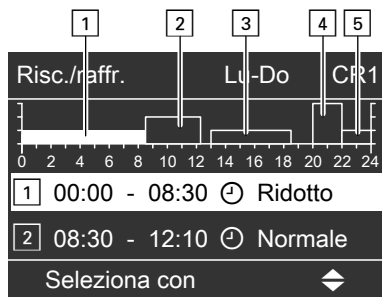 1 2 3 4 5
Risc./raffr. Lu-Do CR1
0 2 4 6 8 10 12 14 16 18 20 22 24
1 00:00 - 08:30 Ridotto
2 08:30 - 12:10 Normale
Seleziona con